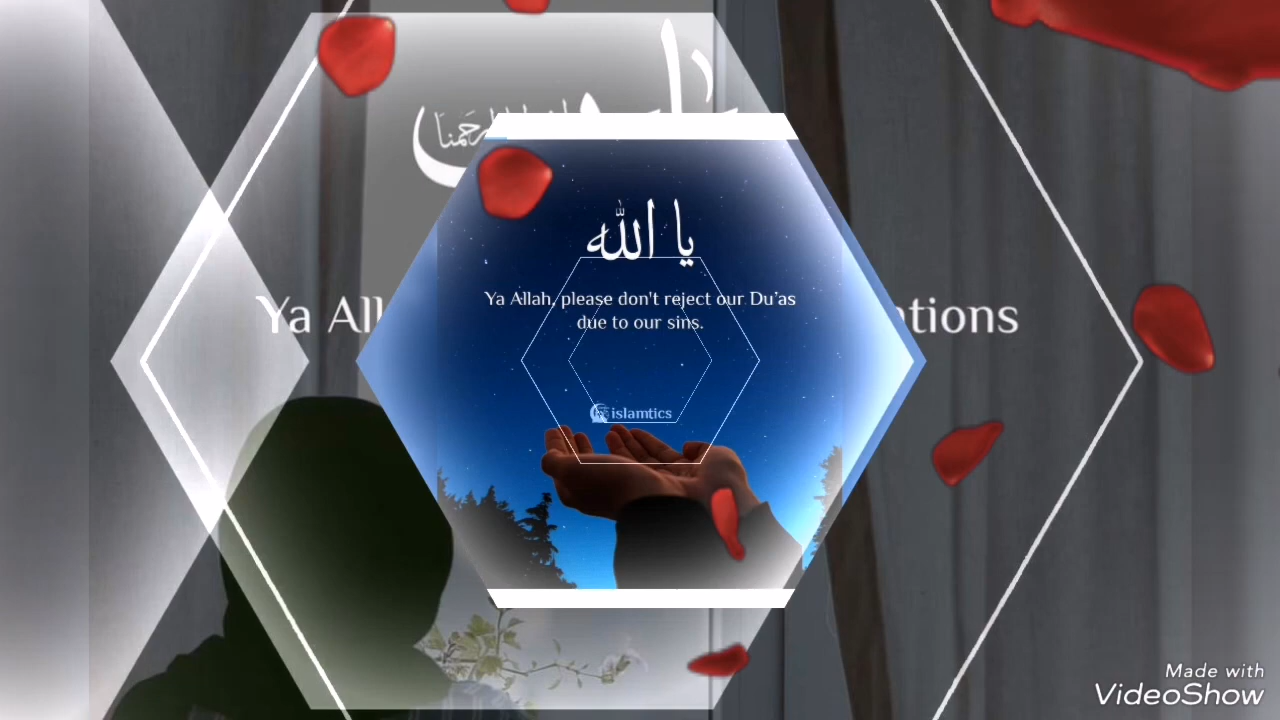 يا الله
Ya Allah, please don't reject our Du’as
due to our sins.
islamtics
Ya All
tions
Made with
VideoShow